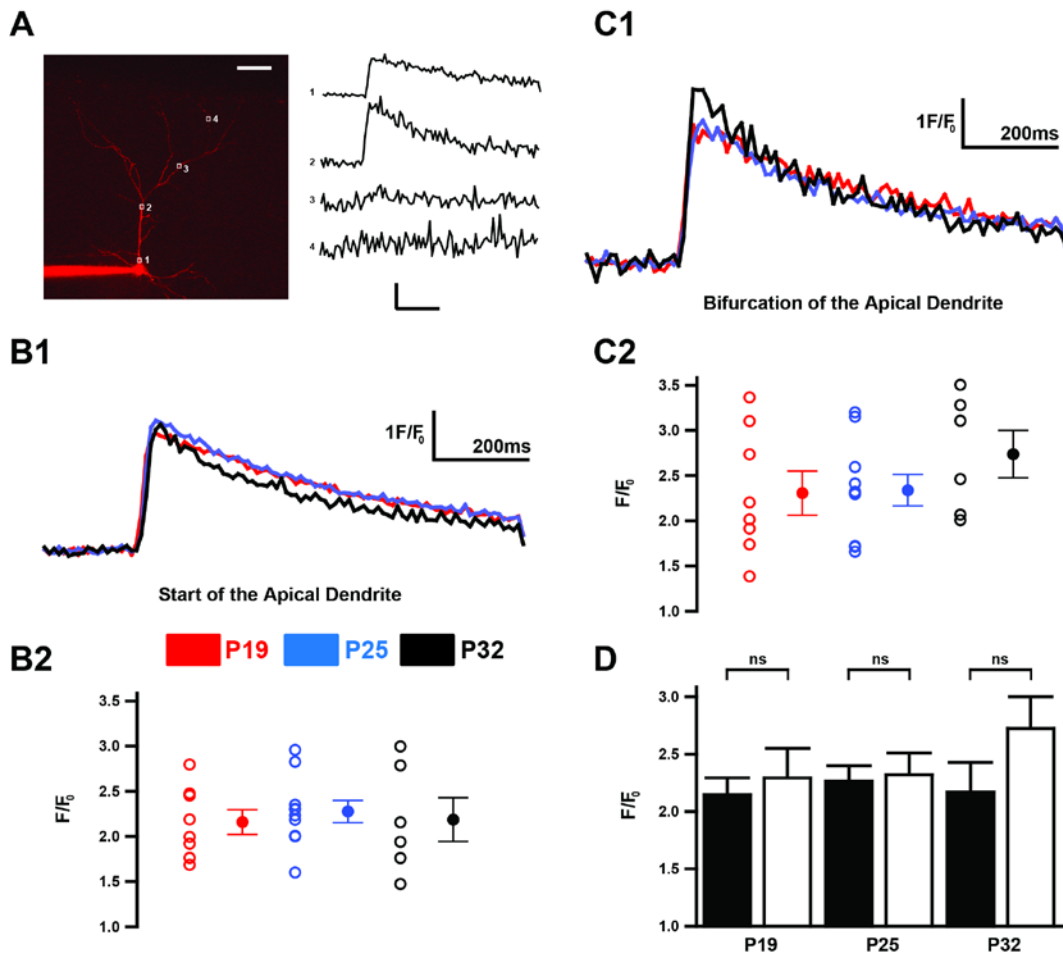 A
1
2
3
4
1
2
3
4
B1
1F/F0
200ms
Start of the Apical Dendrite
P19 P25 P32
B2
F/F0
3.5
3.0
2.5
2.0
1.5
1.0
C1
1F/F0
200ms
Bifurcation of the Apical Dendrite
C2
F/F0
3.5
3.0
2.5
2.0
1.5
1.0
D
ns ns ns
F/F0
3.0
2.5
2.0
1.5
1.0
P19 P25 P32